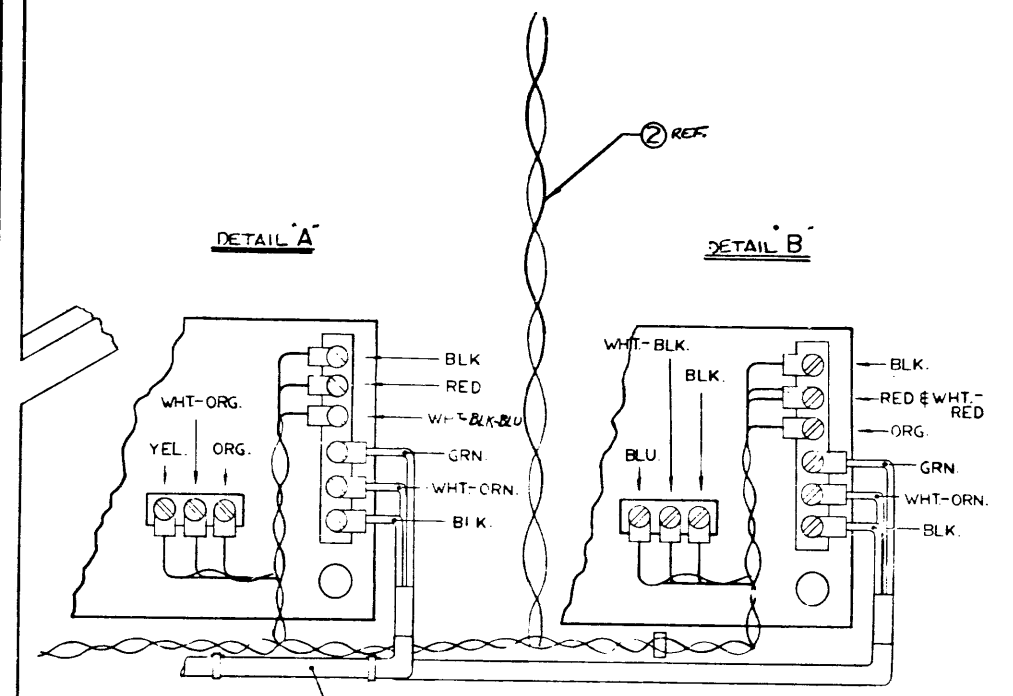 2 REF.
DETAIL "A"
DETAIL "B"
BLK
RED
WHT-BLK-BLU
GRN.
WHT-ORN.
BLK.
WHT-ORG.
YEL. ORG.
WHT.-BLK.
BLK.
BLU.
BLK.
RED & WHT.-
RED
ORG.
GRN.
WHT-ORN.
BLK.